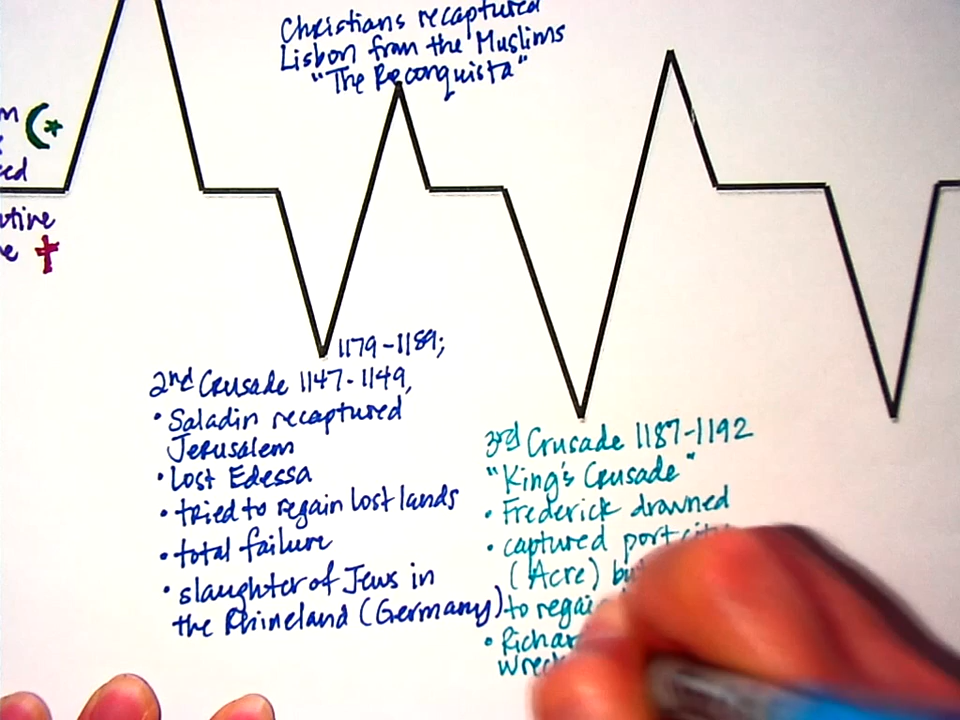 Christians recaptured
Lisbon from the Muslims
"The Reconquista"
1179-1189;
2nd Crusade 1147-1149,
• Saladin recaptured
Jerusalem
• Lost Edessa
• tried to regain lost lands
• total failure
• slaughter of Jews in
the Rhineland (Germany)
3rd Crusade 1187-1192
"King's Crusade"
• Frederick drowned
• captured port
(Acre)
to
•